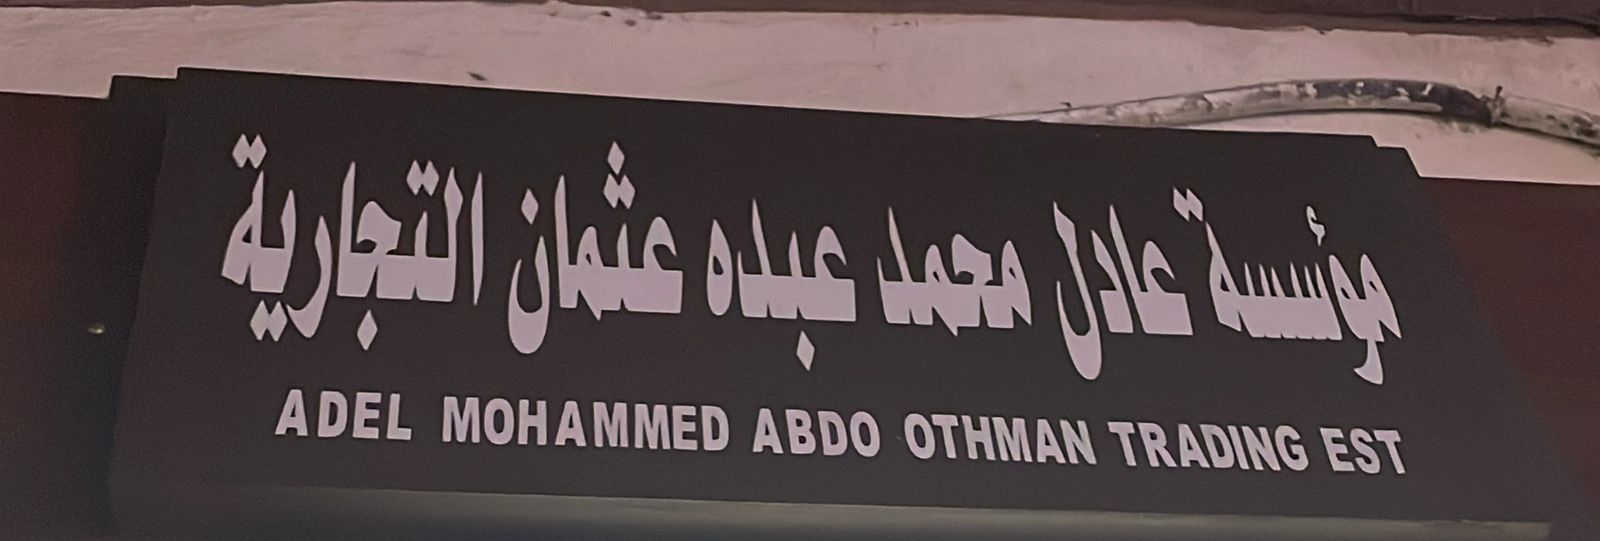 مؤسسة عادل محمد عبده عثمان التجارية
ADEL MOHAMMED ABDO OTHMAN TRADING EST